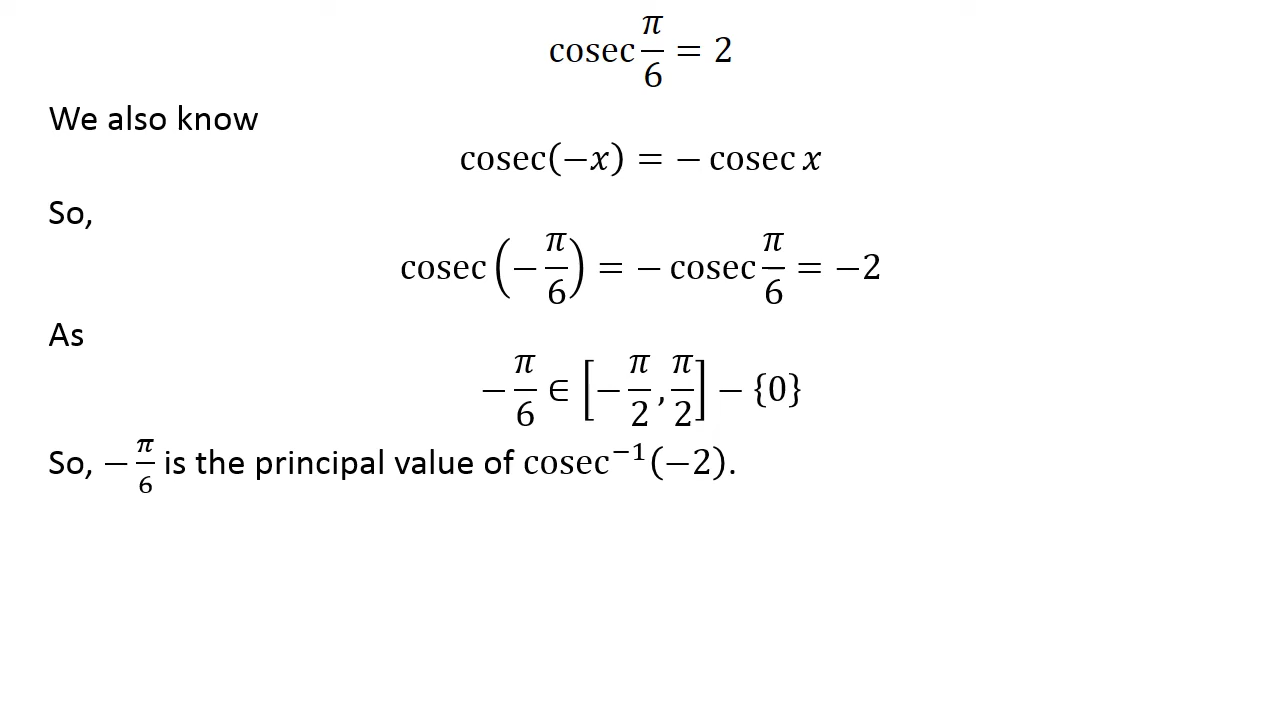 cosec π/6 = 2
We also know
cosec(−x) = − cosec x
So,
cosec (−π/6) = − cosec π/6 = −2
As
−π/6 ∈ [−π/2, π/2] − {0}
So, −π/6 is the principal value of cosec⁻¹(−2).